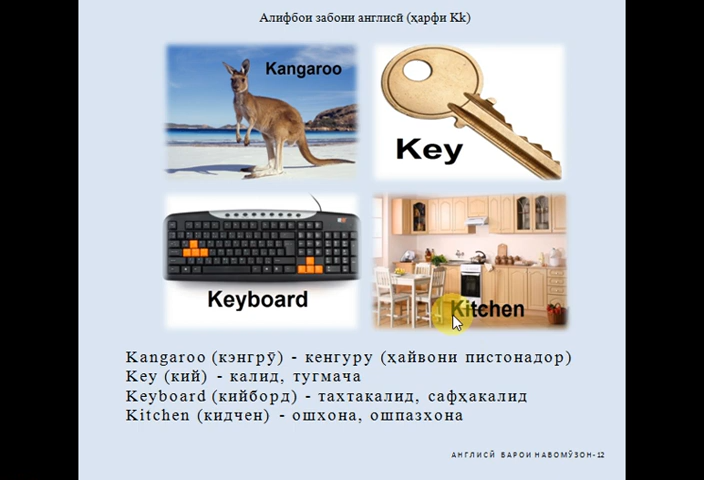 Алифбои забони англисӣ (ҳарфи Kk)
Kangaroo
Key
Keyboard
Kitchen
Kangaroo (кэнгрӯ) - кенгуру (ҳайвони пистонадор)
Key (кий) - калид, тугмача
Keyboard (кийборд) - тахтакалид, сафҳакалид
Kitchen (кидчен) - ошхона, ошпазхона
АНГЛИСӢ БАРОИ НАВОМӮЗОН-12